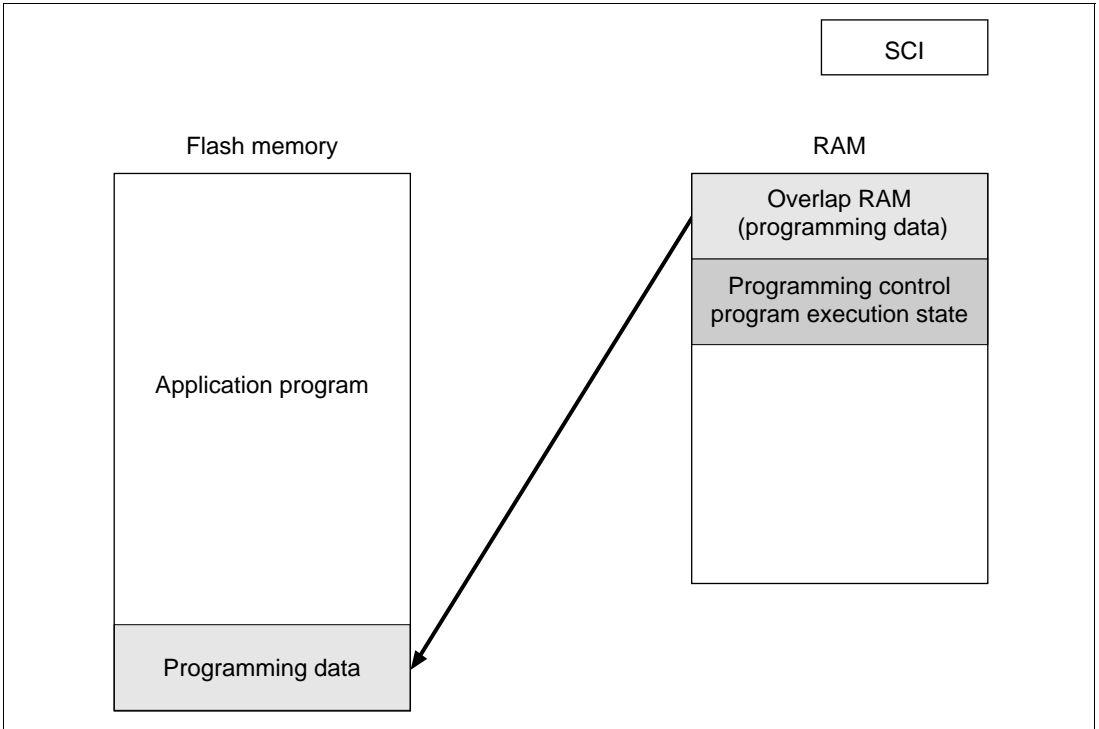 SCI
Flash memory
RAM
Overlap RAM
(programming data)
Programming control
program execution state
Application program
Programming data